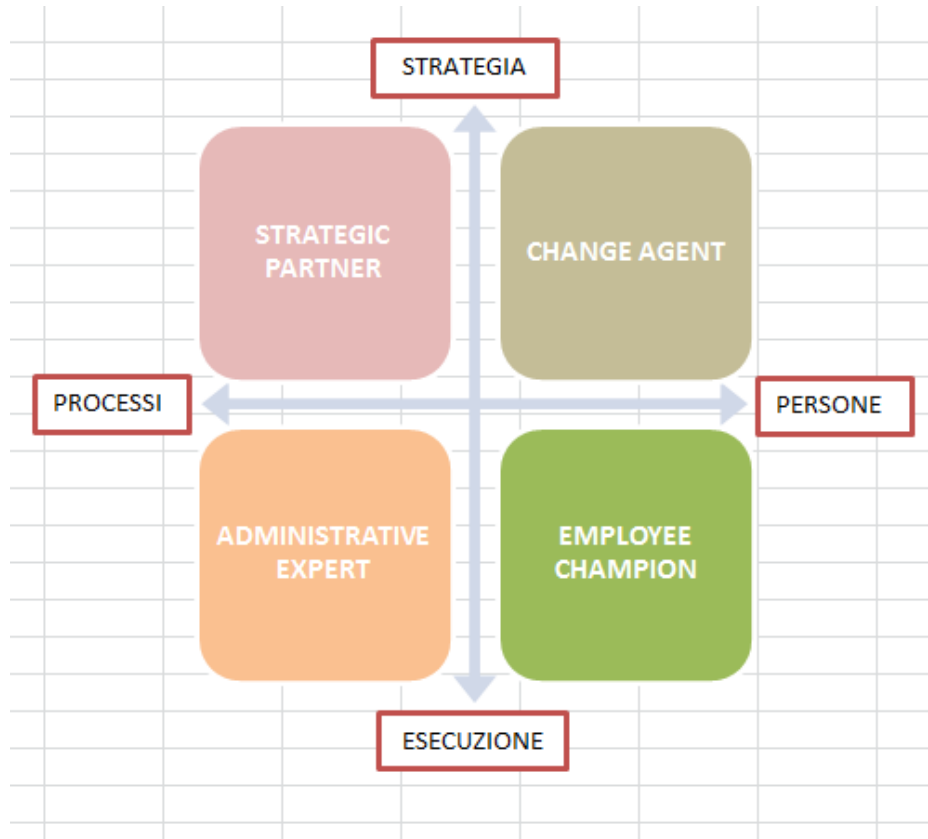 STRATEGIA
STRATEGIC
PARTNER
CHANGE AGENT
PROCESSI
PERSONE
ADMINISTRATIVE
EXPERT
EMPLOYEE
CHAMPION
ESECUZIONE